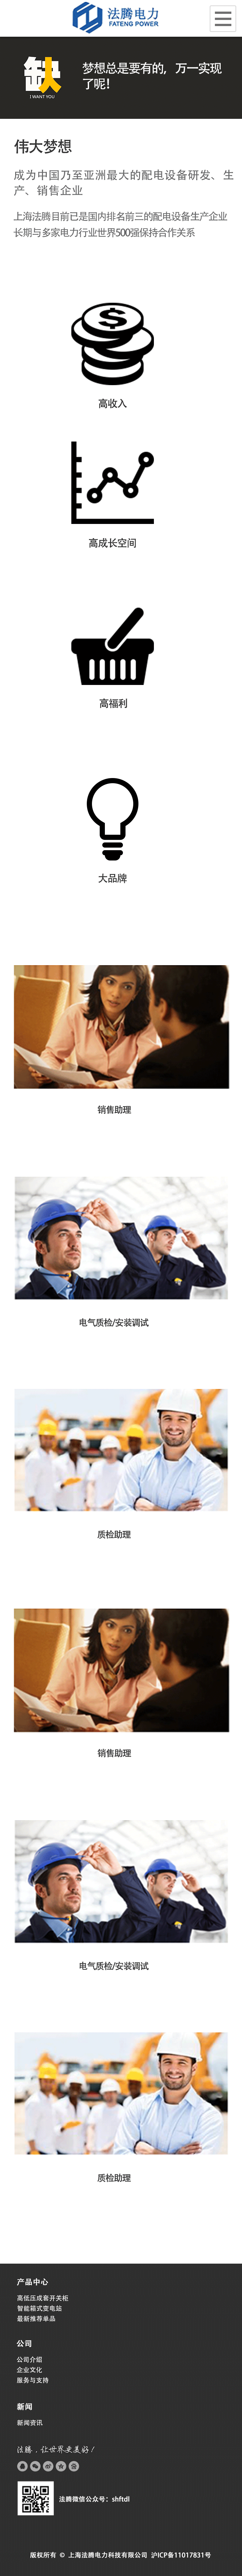 法腾电力
FATENG POWER
缺人
I WANT YOU
梦想总是要有的，万一实现
了呢！
伟大梦想
成为中国乃至亚洲最大的配电设备研发、生
产、销售企业
上海法腾目前已是国内排名前三的配电设备生产企业
长期与多家电力行业世界500强保持合作关系
高收入
高成长空间
高福利
大品牌
销售助理
电气质检/安装调试
质检助理
销售助理
电气质检/安装调试
质检助理
产品中心
高低压成套开关柜
智能箱式变电站
最新推荐单品
公司
公司介绍
企业文化
服务与支持
新闻
新闻资讯
法腾，让世界更美好！
法腾微信公众号：shftdl
版权所有 © 上海法腾电力科技有限公司 沪ICP备11017831号